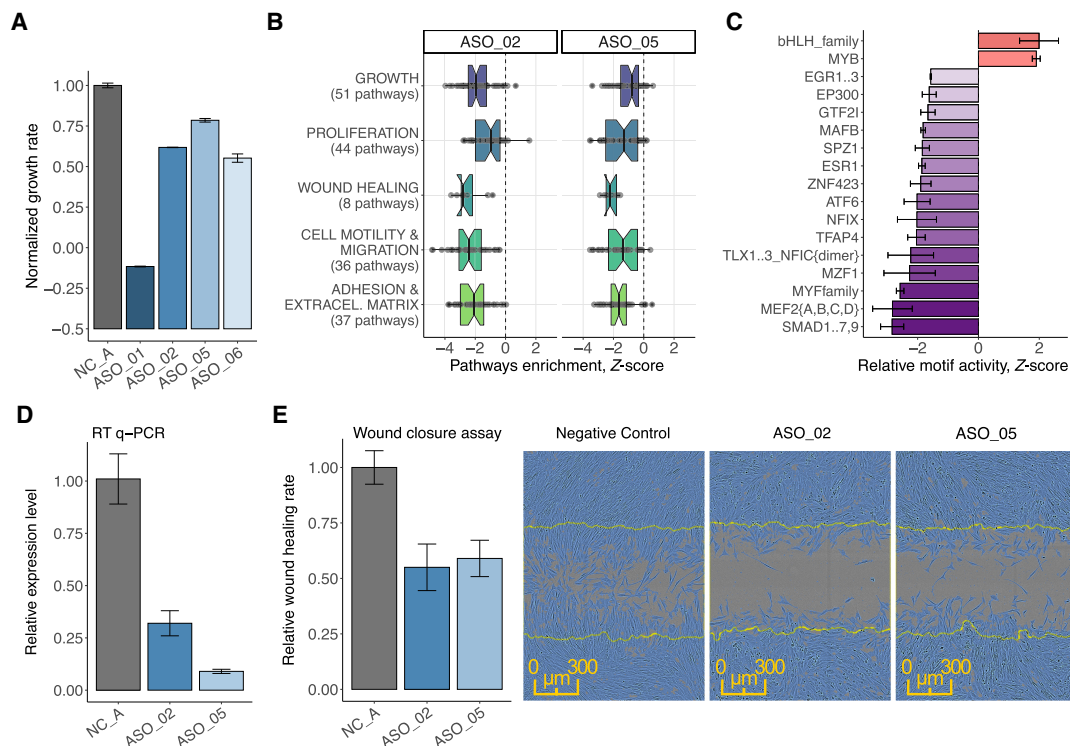 A
Normalized growth rate
1.00
0.75
0.50
0.25
0.00
−0.25
−0.5
NC_A
ASO_01
ASO_02
ASO_05
ASO_06
B
ASO_02
ASO_05
GROWTH
(51 pathways)
PROLIFERATION
(44 pathways)
WOUND HEALING
(8 pathways)
CELL MOTILITY &
MIGRATION
(36 pathways)
ADHESION &
EXTRACEL. MATRIX
(37 pathways)
−4 −2 0 2
−4 −2 0 2
Pathways enrichment, Z-score
C
bHLH_family
MYB
EGR1..3
EP300
GTF2I
MAFB
SPZ1
ESR1
ZNF423
ATF6
NFIX
TFAP4
TLX1..3_NFIC{dimer}
MZF1
MYFfamily
MEF2{A,B,C,D}
SMAD1..7,9
−2 0 2
Relative motif activity, Z-score
D
RT q−PCR
Relative expression level
1.00
0.75
0.50
0.25
0.00
NC_A
ASO_02
ASO_05
E
Wound closure assay
Relative wound healing rate
1.00
0.75
0.50
0.25
0.00
NC_A
ASO_02
ASO_05
Negative Control
0 300
µm
ASO_02
0 300
µm
ASO_05
0 300
µm